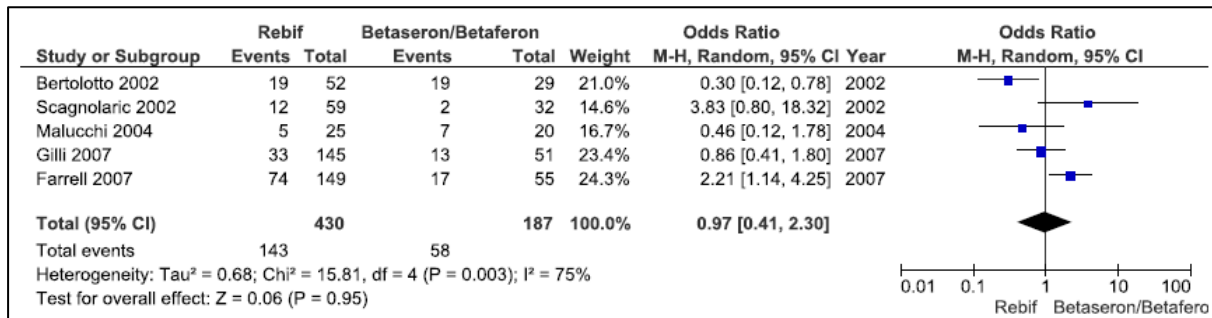 Rebif Betaseron/Betaferon Odds Ratio Odds Ratio
Study or Subgroup Events Total Events Total Weight M-H, Random, 95% CI Year M-H, Random, 95% CI
Bertolotto 2002 19 52 19 29 21.0% 0.30 [0.12, 0.78] 2002
Scagnolaric 2002 12 59 2 32 14.6% 3.83 [0.80, 18.32] 2002
Malucchi 2004 5 25 7 20 16.7% 0.46 [0.12, 1.78] 2004
Gilli 2007 33 145 13 51 23.4% 0.86 [0.41, 1.80] 2007
Farrell 2007 74 149 17 55 24.3% 2.21 [1.14, 4.25] 2007
Total (95% CI) 430 187 100.0% 0.97 [0.41, 2.30]
Total events 143 58
Heterogeneity: Tau² = 0.68; Chi² = 15.81, df = 4 (P = 0.003); I² = 75%
Test for overall effect: Z = 0.06 (P = 0.95)
0.01 0.1 1 10 100
Rebif Betaseron/Betafero